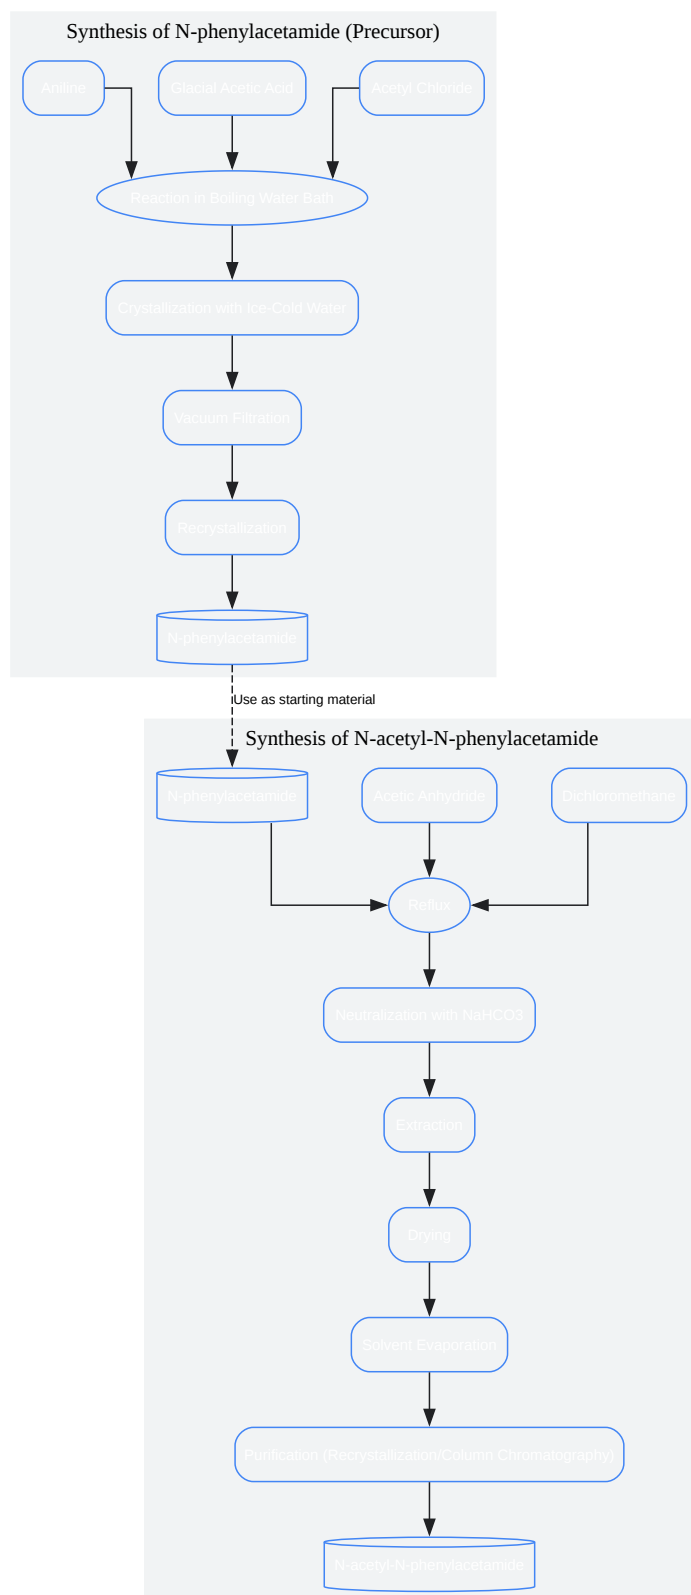 Synthesis of N-phenylacetamide (Precursor)
Aniline
Glacial Acetic Acid
Acetyl Chloride
Reaction in Boiling Water Bath
Crystallization with Ice-Cold Water
Vacuum Filtration
Recrystallization
N-phenylacetamide
Use as starting material
Synthesis of N-acetyl-N-phenylacetamide
N-phenylacetamide
Acetic Anhydride
Dichloromethane
Reflux
Neutralization with NaHCO3
Extraction
Drying
Solvent Evaporation
Purification (Recrystallization/Column Chromatography)
N-acetyl-N-phenylacetamide